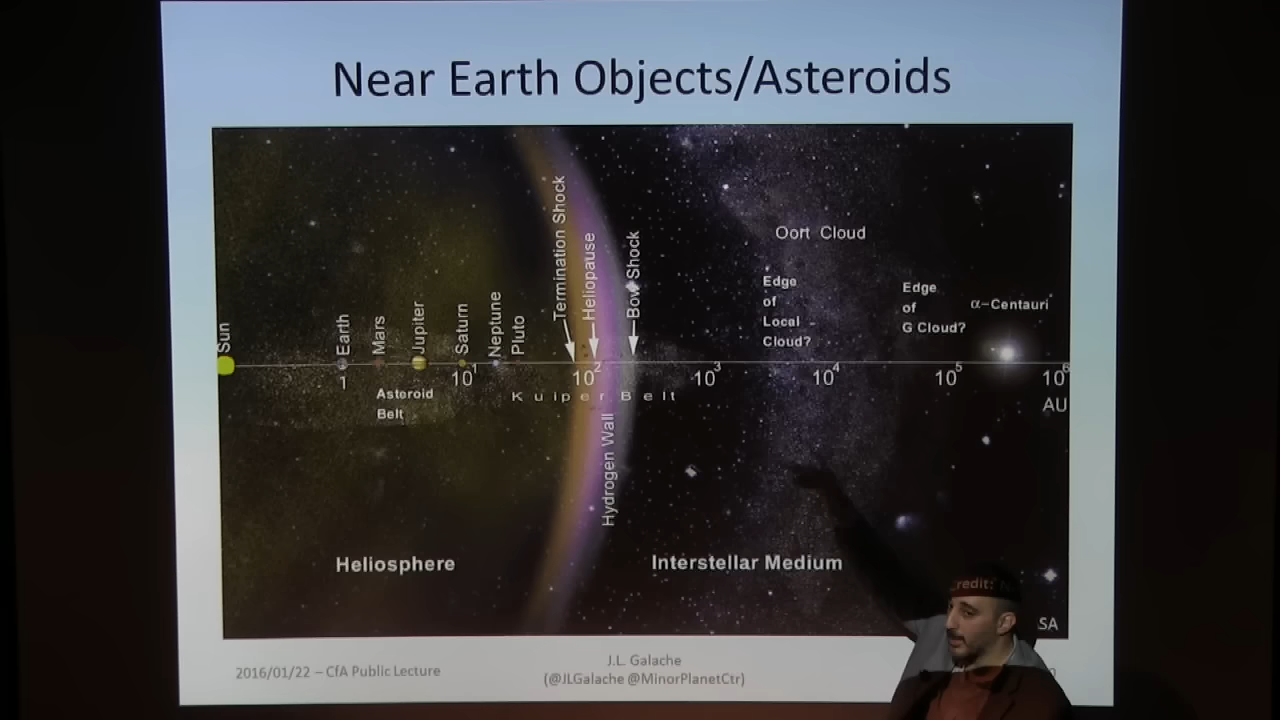 Near Earth Objects/Asteroids
Termination Shock
Heliopause
Bow Shock
Oort Cloud
Edge
of
Local
Cloud?
Edge
of
G Cloud?
α-Centauri
Sun
Earth
Mars
Jupiter
Saturn
Neptune
Pluto
1
10¹
10²
10³
10⁴
10⁵
10⁶
AU
Asteroid
Belt
Kuiper Belt
Hydrogen Wall
Heliosphere
Interstellar Medium
redit:
SA
2016/01/22 – CfA Public Lecture
J.L. Galache
(@JLGalache @MinorPlanetCtr)